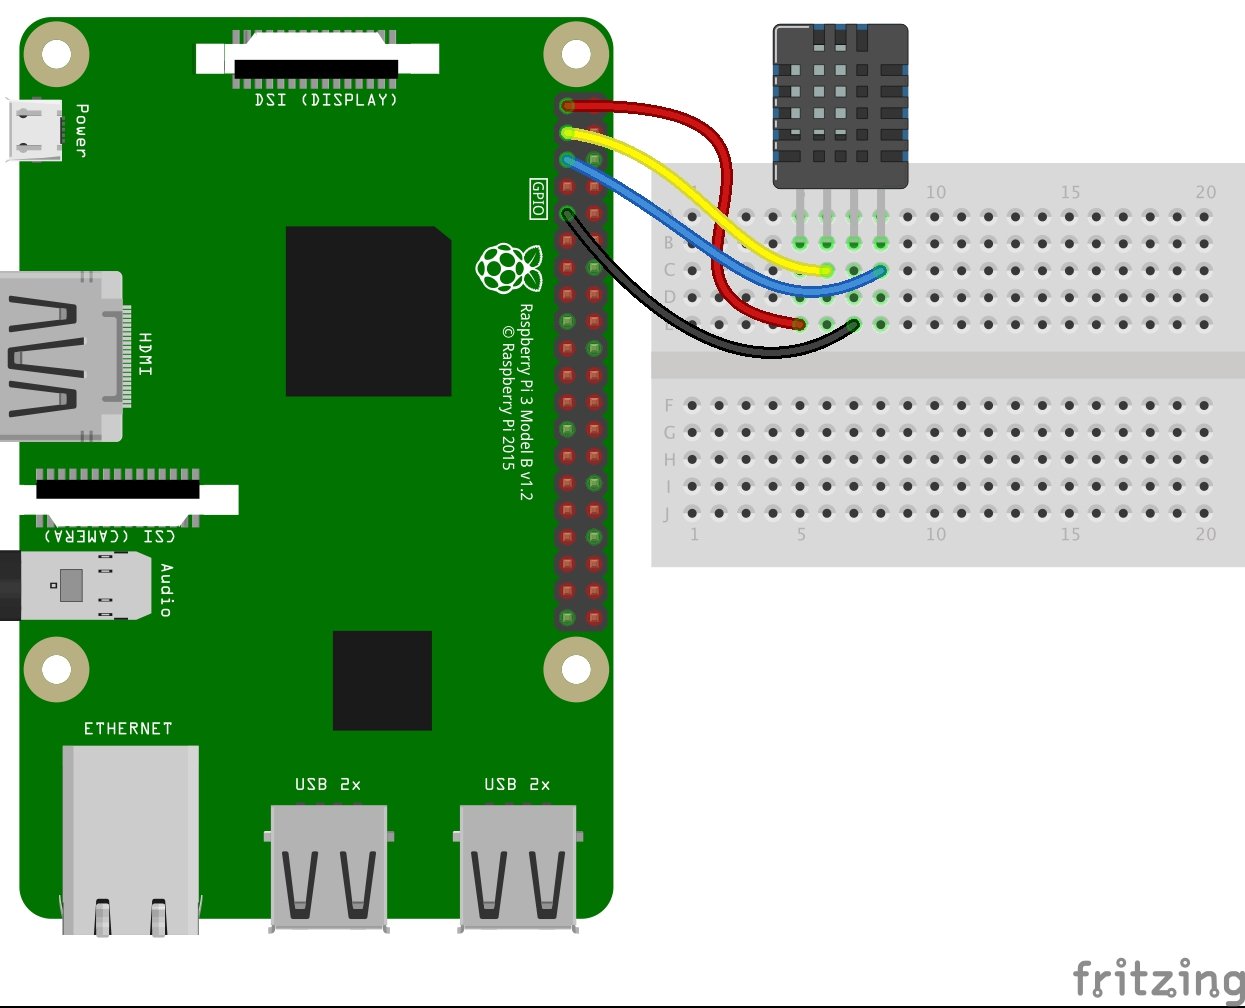 DSI (DISPLAY)
Power
GPIO
HDMI
Raspberry Pi 3 Model B v1.2
© Raspberry Pi 2015
CSI (CAMERA)
Audio
ETHERNET
USB 2x
USB 2x
1 10 15 20
A
B
C
D
E
F
G
H
I
J
1 5 10 15 20
fritzing